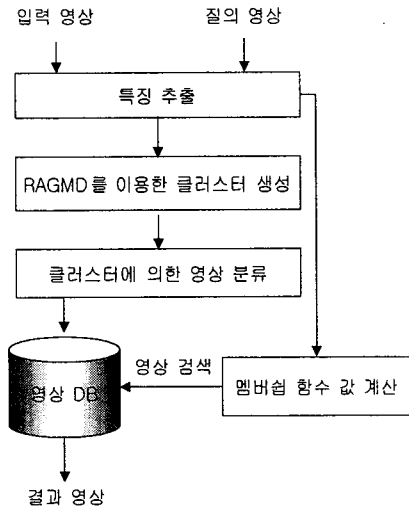 입력 영상
질의 영상
특징 추출
RAGMD를 이용한 클러스터 생성
클러스터에 의한 영상 분류
영상 검색
영상 DB
멤버쉽 함수 값 계산
결과 영상